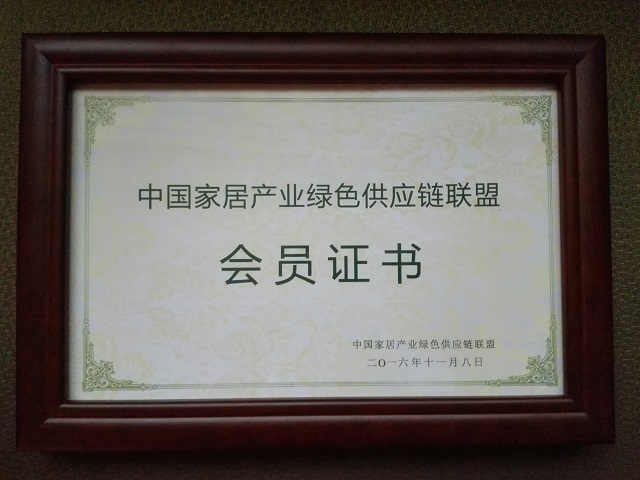 中国家居产业绿色供应链联盟
会员证书
中国家居产业绿色供应链联盟
二〇一六年十一月八日